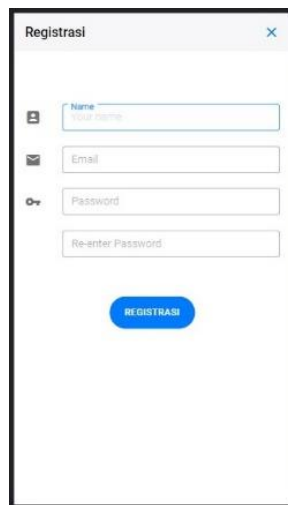 Registrasi
Name
Your name
Email
Password
Re-enter Password
REGISTRASI